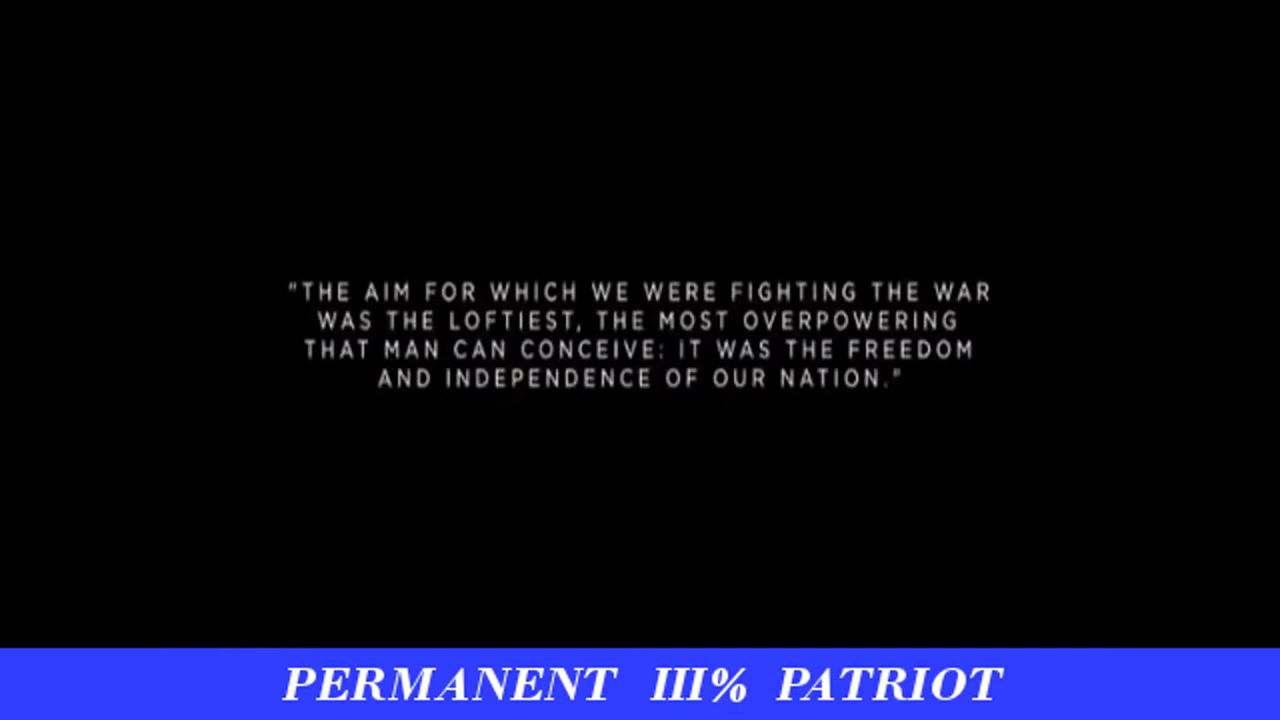 "THE AIM FOR WHICH WE WERE FIGHTING THE WAR
WAS THE LOFTIEST, THE MOST OVERPOWERING
THAT MAN CAN CONCEIVE: IT WAS THE FREEDOM
AND INDEPENDENCE OF OUR NATION."
PERMANENT III% PATRIOT